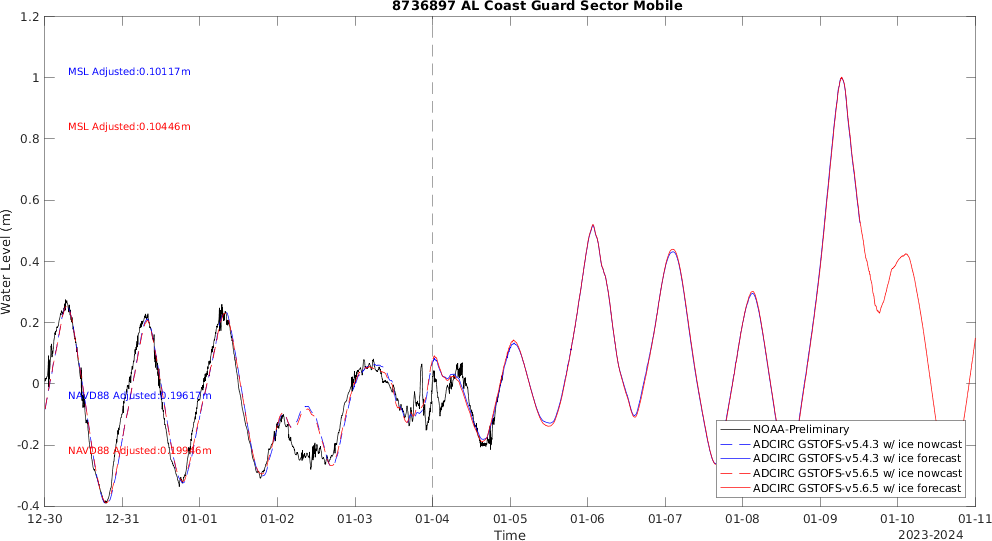 8736897 AL Coast Guard Sector Mobile
1.2
1
0.8
0.6
0.4
0.2
0
-0.2
-0.4
Water Level (m)
MSL Adjusted:0.10117m
MSL Adjusted:0.10446m
NAVD88 Adjusted:0.19617m
NAVD88 Adjusted:0.19946m
NOAA-Preliminary
ADCIRC GSTOFS-v5.4.3 w/ ice nowcast
ADCIRC GSTOFS-v5.4.3 w/ ice forecast
ADCIRC GSTOFS-v5.6.5 w/ ice nowcast
ADCIRC GSTOFS-v5.6.5 w/ ice forecast
12-30 12-31 01-01 01-02 01-03 01-04 01-05 01-06 01-07 01-08 01-09 01-10 01-11
Time
2023-2024